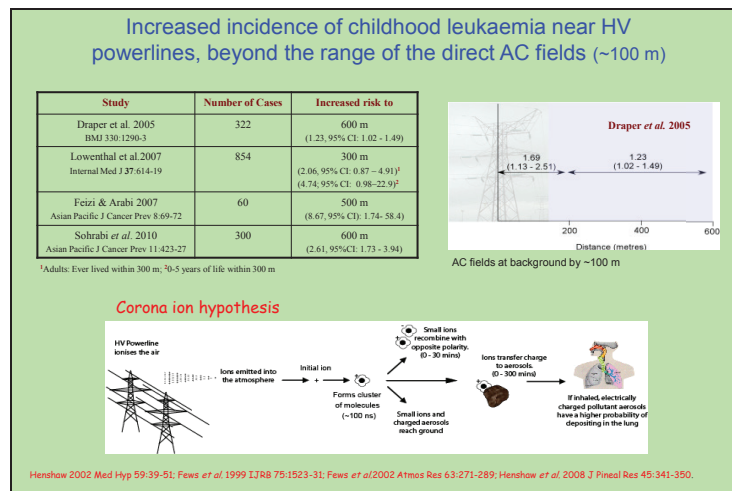 Increased incidence of childhood leukaemia near HV
powerlines, beyond the range of the direct AC fields (~100 m)
Study Number of Cases Increased risk to
Draper et al. 2005 322 600 m
BMJ 330:1290-3 (1.23, 95% CI: 1.02 - 1.49)
Lowenthal et al.2007 854 300 m
Internal Med J 37:614-19 (2.06, 95% CI: 0.87 – 4.91)¹
(4.74; 95% CI: 0.98–22.9)²
Feizi & Arabi 2007 60 500 m
Asian Pacific J Cancer Prev 8:69-72 (8.67, 95% CI): 1.74- 58.4)
Sohrabi et al. 2010 300 600 m
Asian Pacific J Cancer Prev 11:423-27 (2.61, 95%CI: 1.73 - 3.94)
¹Adults: Ever lived within 300 m; ²0-5 years of life within 300 m
Draper et al. 2005
1.69 1.23
(1.13 - 2.51) (1.02 - 1.49)
200 400 600
Distance (metres)
AC fields at background by ~100 m
Corona ion hypothesis
HV Powerline
ionises the air
Ions emitted into
the atmosphere
Initial ion
+
Forms cluster
of molecules
(~100 ns)
Small ions
recombine with
opposite polarity.
(0 - 30 mins)
Small ions and
charged aerosols
reach ground
Ions transfer charge
to aerosols.
(0 - 300 mins)
If inhaled, electrically
charged pollutant aerosols
have a higher probability of
depositing in the lung
Henshaw 2002 Med Hyp 59:39-51; Fews et al. 1999 IJRB 75:1523-31; Fews et al.2002 Atmos Res 63:271-289; Henshaw et al. 2008 J Pineal Res 45:341-350.